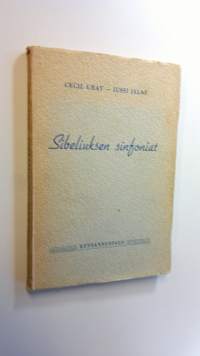 CECIL GRAY — JUSSI JALAS
Sibeliuksen sinfoniat